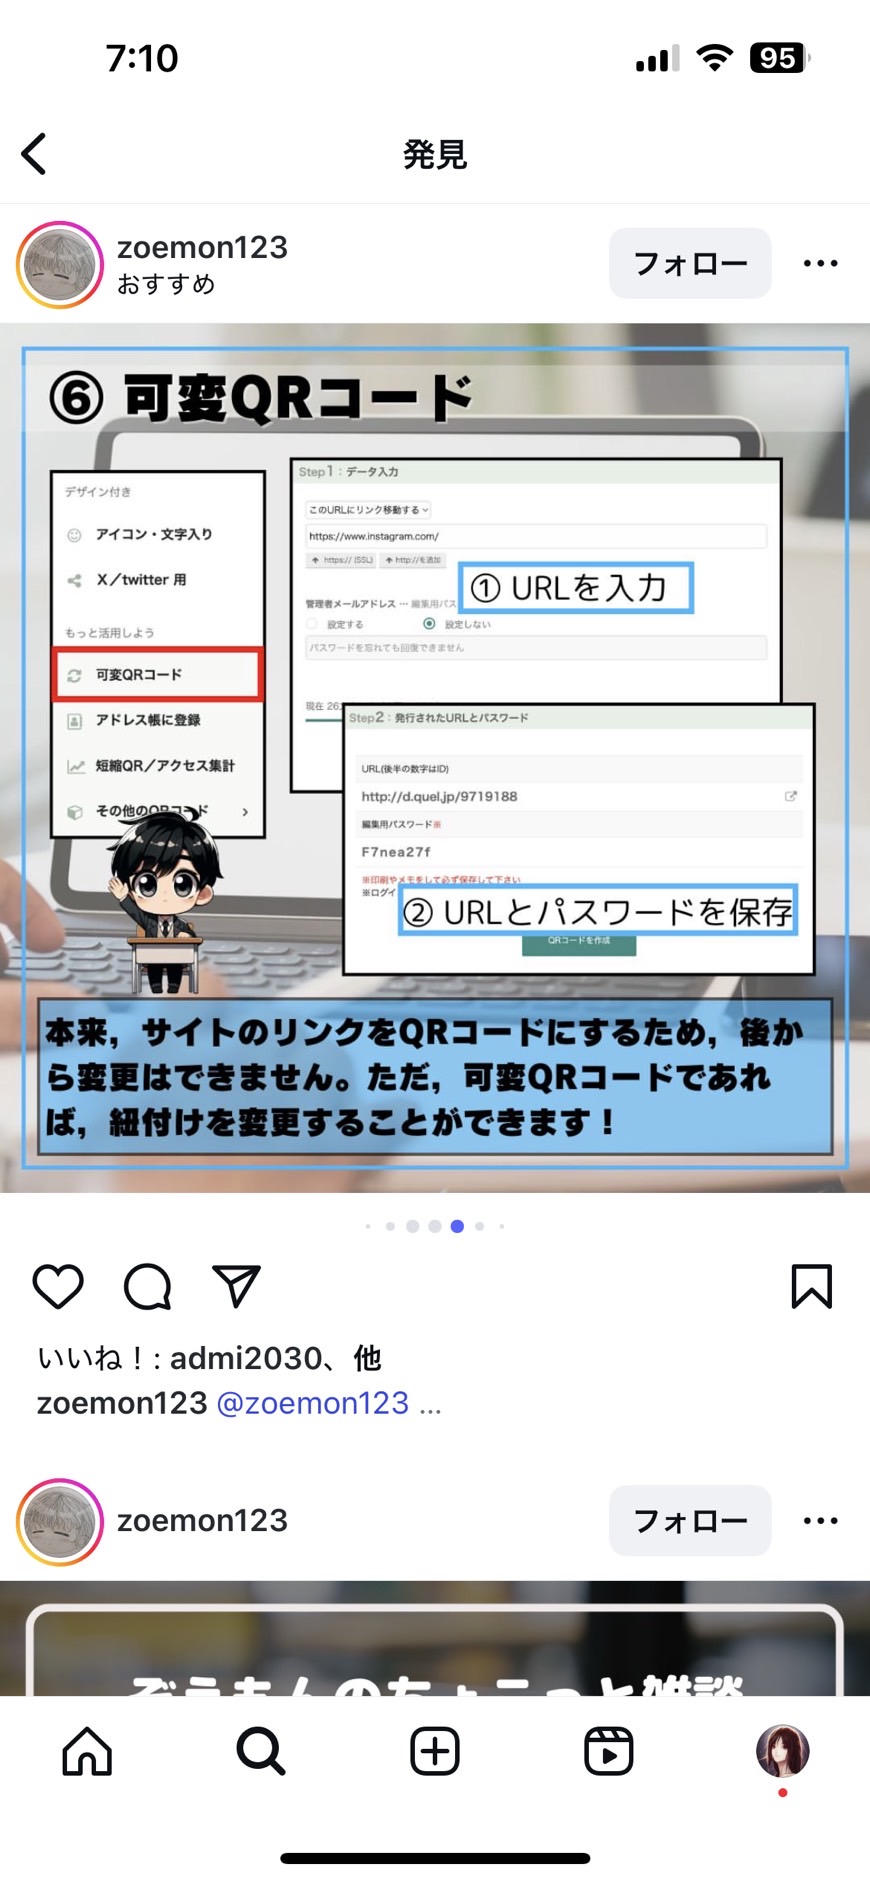 7:10
95
発見
zoemon123
おすすめ
フォロー
⑥ 可変QRコード
デザイン付き
アイコン・文字入り
X／twitter 用
もっと活用しよう
可変QRコード
アドレス帳に登録
短縮QR／アクセス集計
その他のQRコード
Step1：データ入力
このURLにリンク移動する
https://www.instagram.com/
https:// (SSL)
http://を追加
① URLを入力
管理者メールアドレス … 編集用パス
設定する
設定しない
パスワードを忘れても回復できません
現在 26
Step2：発行されたURLとパスワード
URL(後半の数字はID)
http://d.quel.jp/9719188
編集用パスワード※
F7nea27f
※印刷やメモをして必ず保存して下さい
※ログイ
② URLとパスワードを保存
QRコードを作成
本来，サイトのリンクをQRコードにするため，後か
ら変更はできません。ただ，可変QRコードであれ
ば，紐付けを変更することができます！
いいね！: admi2030、他
zoemon123 @zoemon123 ...
zoemon123
フォロー
ぞえもんのちょこっと雑談